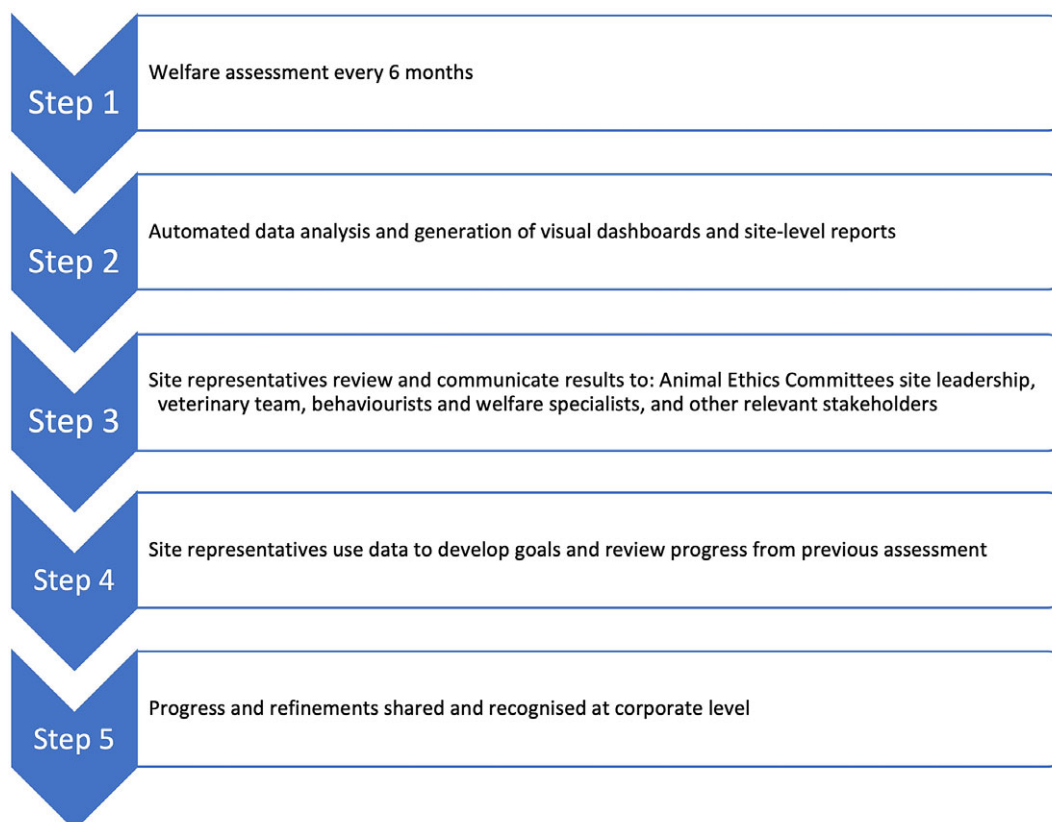 Step 1
Welfare assessment every 6 months
Step 2
Automated data analysis and generation of visual dashboards and site-level reports
Step 3
Site representatives review and communicate results to: Animal Ethics Committees site leadership,
veterinary team, behaviourists and welfare specialists, and other relevant stakeholders
Step 4
Site representatives use data to develop goals and review progress from previous assessment
Step 5
Progress and refinements shared and recognised at corporate level